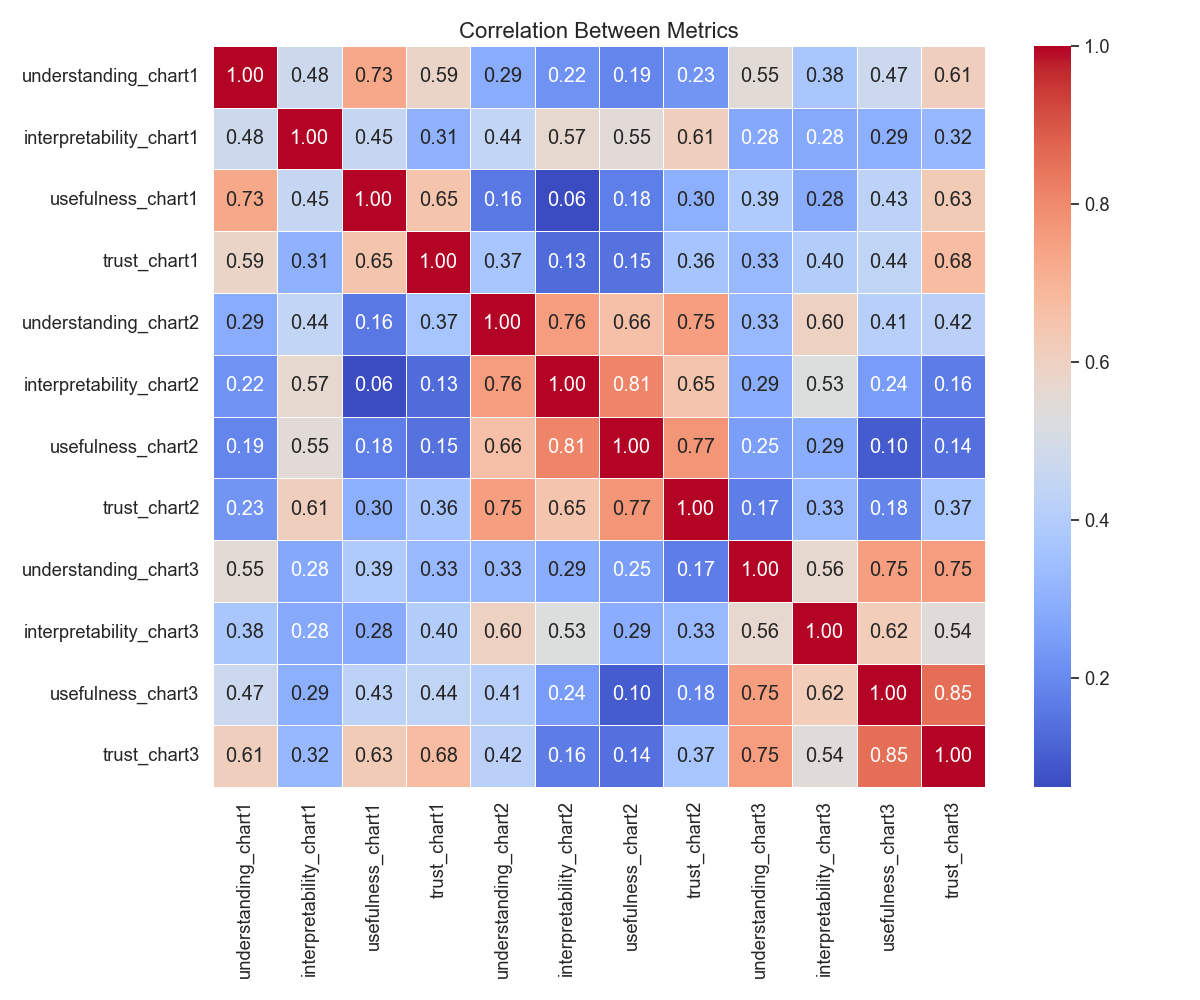 Correlation Between Metrics
understanding_chart1 1.00 0.48 0.73 0.59 0.29 0.22 0.19 0.23 0.55 0.38 0.47 0.61
interpretability_chart1 0.48 1.00 0.45 0.31 0.44 0.57 0.55 0.61 0.28 0.28 0.29 0.32
usefulness_chart1 0.73 0.45 1.00 0.65 0.16 0.06 0.18 0.30 0.39 0.28 0.43 0.63
trust_chart1 0.59 0.31 0.65 1.00 0.37 0.13 0.15 0.36 0.33 0.40 0.44 0.68
understanding_chart2 0.29 0.44 0.16 0.37 1.00 0.76 0.66 0.75 0.33 0.60 0.41 0.42
interpretability_chart2 0.22 0.57 0.06 0.13 0.76 1.00 0.81 0.65 0.29 0.53 0.24 0.16
usefulness_chart2 0.19 0.55 0.18 0.15 0.66 0.81 1.00 0.77 0.25 0.29 0.10 0.14
trust_chart2 0.23 0.61 0.30 0.36 0.75 0.65 0.77 1.00 0.17 0.33 0.18 0.37
understanding_chart3 0.55 0.28 0.39 0.33 0.33 0.29 0.25 0.17 1.00 0.56 0.75 0.75
interpretability_chart3 0.38 0.28 0.28 0.40 0.60 0.53 0.29 0.33 0.56 1.00 0.62 0.54
usefulness_chart3 0.47 0.29 0.43 0.44 0.41 0.24 0.10 0.18 0.75 0.62 1.00 0.85
trust_chart3 0.61 0.32 0.63 0.68 0.42 0.16 0.14 0.37 0.75 0.54 0.85 1.00
understanding_chart1
interpretability_chart1
usefulness_chart1
trust_chart1
understanding_chart2
interpretability_chart2
usefulness_chart2
trust_chart2
understanding_chart3
interpretability_chart3
usefulness_chart3
trust_chart3
1.0
0.8
0.6
0.4
0.2